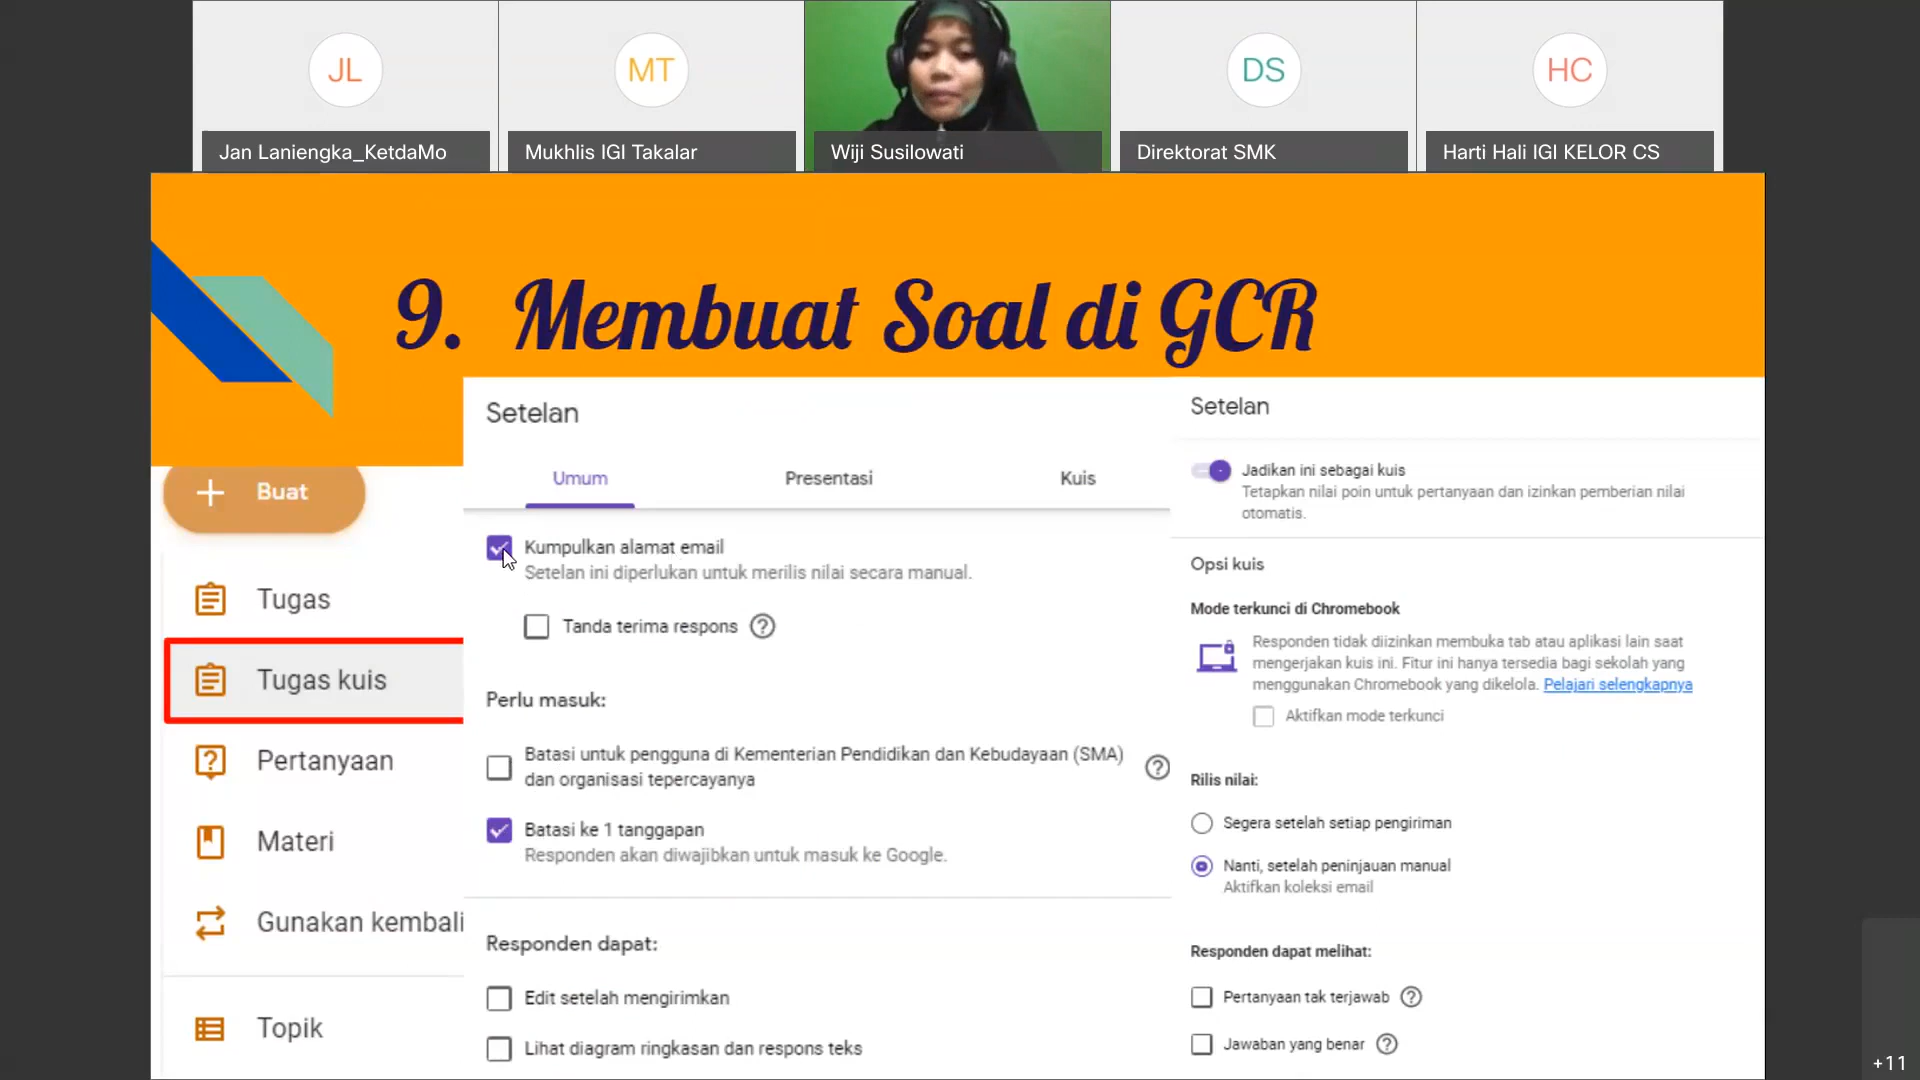 JL
MT
DS
HC
Jan Laniengka_KetdaMo
Mukhlis IGI Takalar
Wiji Susilowati
Direktorat SMK
Harti Hali IGI KELOR CS
9. Membuat Soal di GCR
+ Buat
Tugas
Tugas kuis
Pertanyaan
Materi
Gunakan kembali
Topik
Setelan
Umum
Presentasi
Kuis
Kumpulkan alamat email
Setelan ini diperlukan untuk merilis nilai secara manual.
Tanda terima respons
Perlu masuk:
Batasi untuk pengguna di Kementerian Pendidikan dan Kebudayaan (SMA)
dan organisasi tepercayanya
Batasi ke 1 tanggapan
Responden akan diwajibkan untuk masuk ke Google.
Responden dapat:
Edit setelah mengirimkan
Lihat diagram ringkasan dan respons teks
Setelan
Jadikan ini sebagai kuis
Tetapkan nilai poin untuk pertanyaan dan izinkan pemberian nilai
otomatis.
Opsi kuis
Mode terkunci di Chromebook
Responden tidak diizinkan membuka tab atau aplikasi lain saat
mengerjakan kuis ini. Fitur ini hanya tersedia bagi sekolah yang
menggunakan Chromebook yang dikelola. Pelajari selengkapnya
Aktifkan mode terkunci
Rilis nilai:
Segera setelah setiap pengiriman
Nanti, setelah peninjauan manual
Aktifkan koleksi email
Responden dapat melihat:
Pertanyaan tak terjawab
Jawaban yang benar
+11